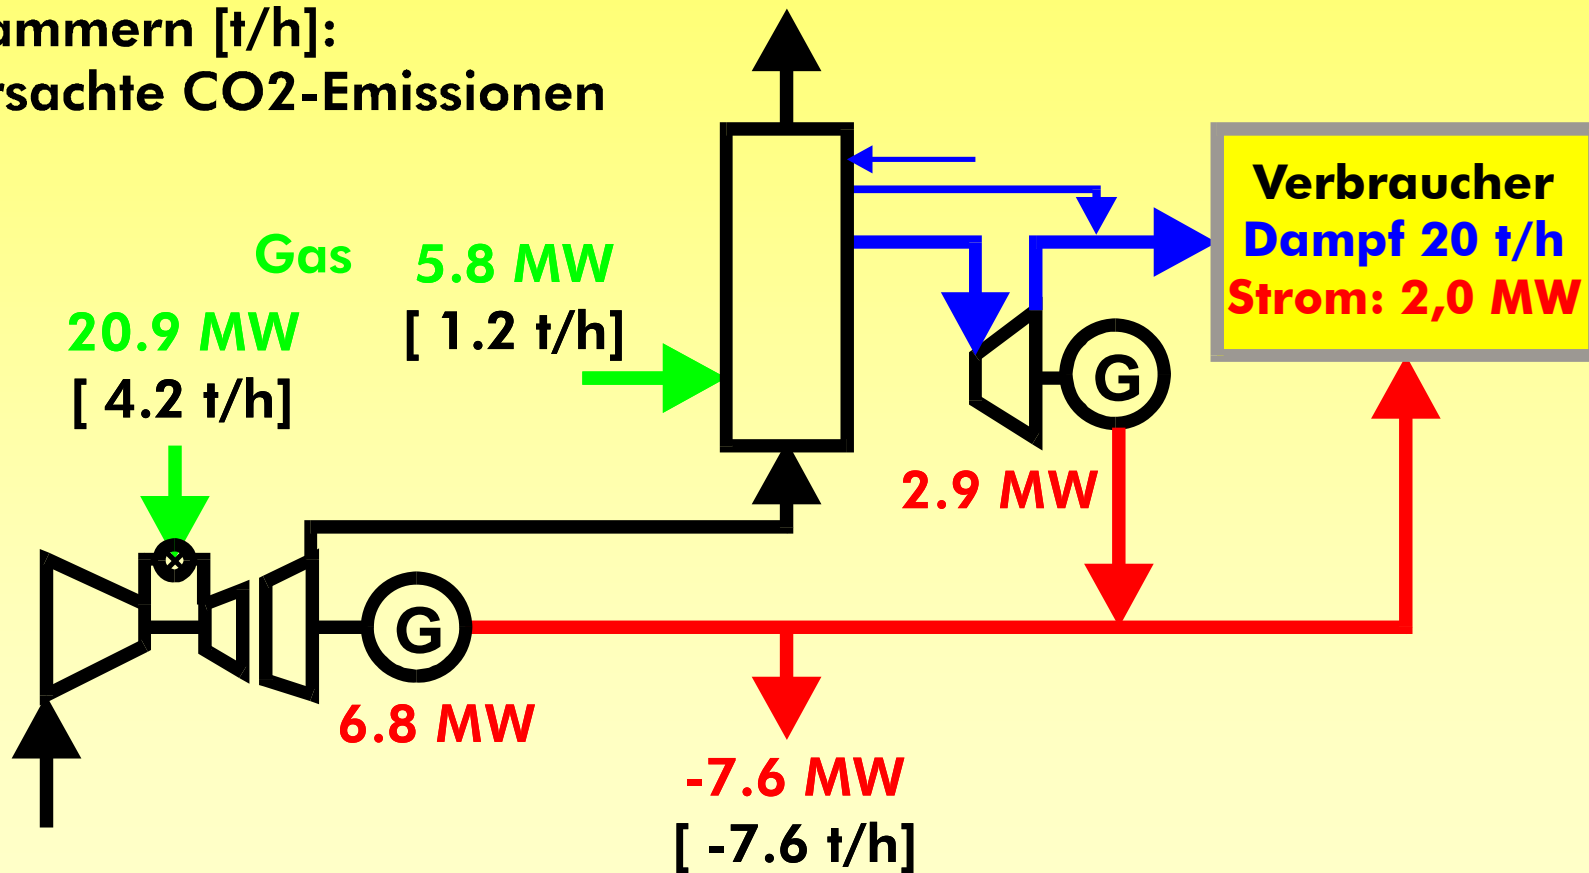 ammern [t/h]:
rsachte CO2-Emissionen
Verbraucher
Dampf 20 t/h
Strom: 2,0 MW
Gas
5.8 MW
[ 1.2 t/h]
20.9 MW
[ 4.2 t/h]
G
2.9 MW
G
6.8 MW
-7.6 MW
[ -7.6 t/h]